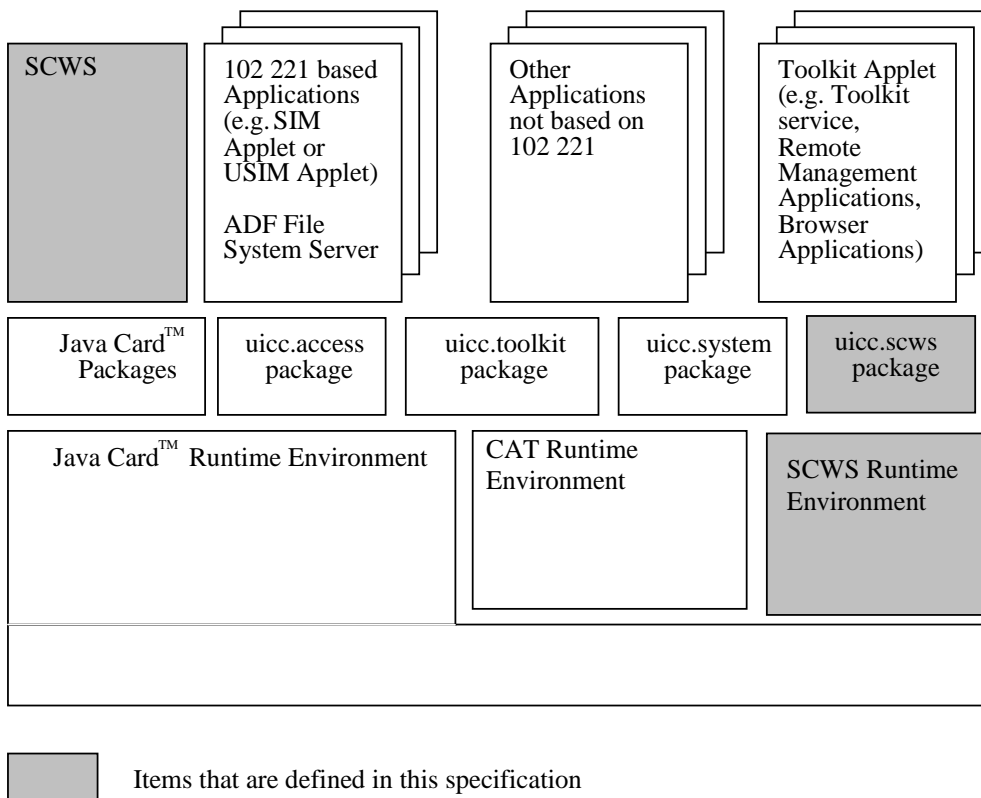 SCWS
102 221 based
Applications
(e.g. SIM
Applet or
USIM Applet)
ADF File
System Server
Other
Applications
not based on
102 221
Toolkit Applet
(e.g. Toolkit
service,
Remote
Management
Applications,
Browser
Applications)
Java Card™
Packages
uicc.access
package
uicc.toolkit
package
uicc.system
package
uicc.scws
package
Java Card™ Runtime Environment
CAT Runtime
Environment
SCWS Runtime
Environment
Items that are defined in this specification